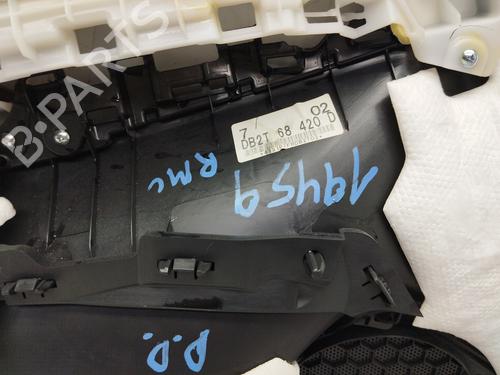 B-PARTS
7 02
DB2T 68 420 D
19459
RMC
D.D.